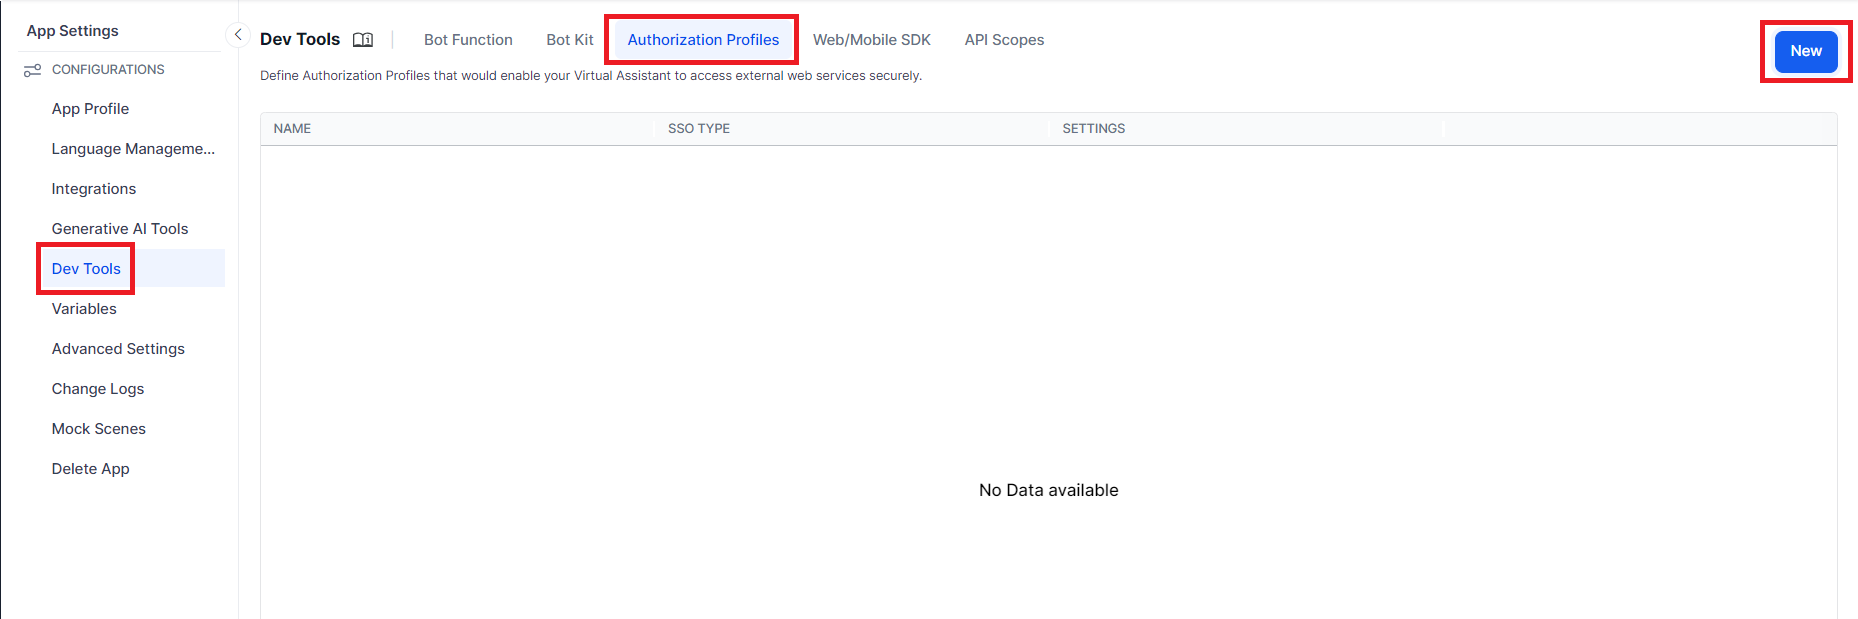 App Settings
CONFIGURATIONS
App Profile
Language Manageme...
Integrations
Generative AI Tools
Dev Tools
Variables
Advanced Settings
Change Logs
Mock Scenes
Delete App
Dev Tools Bot Function Bot Kit Authorization Profiles Web/Mobile SDK API Scopes New
Define Authorization Profiles that would enable your Virtual Assistant to access external web services securely.
NAME SSO TYPE SETTINGS
No Data available